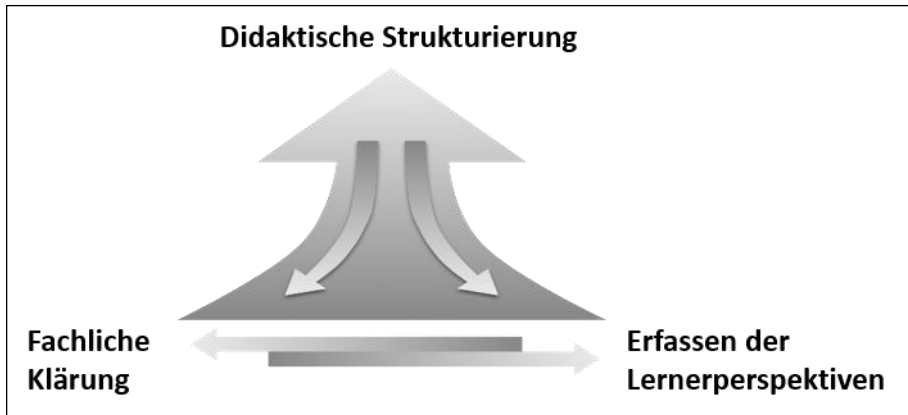 Didaktische Strukturierung
Fachliche
Klärung
Erfassen der
Lernerperspektiven